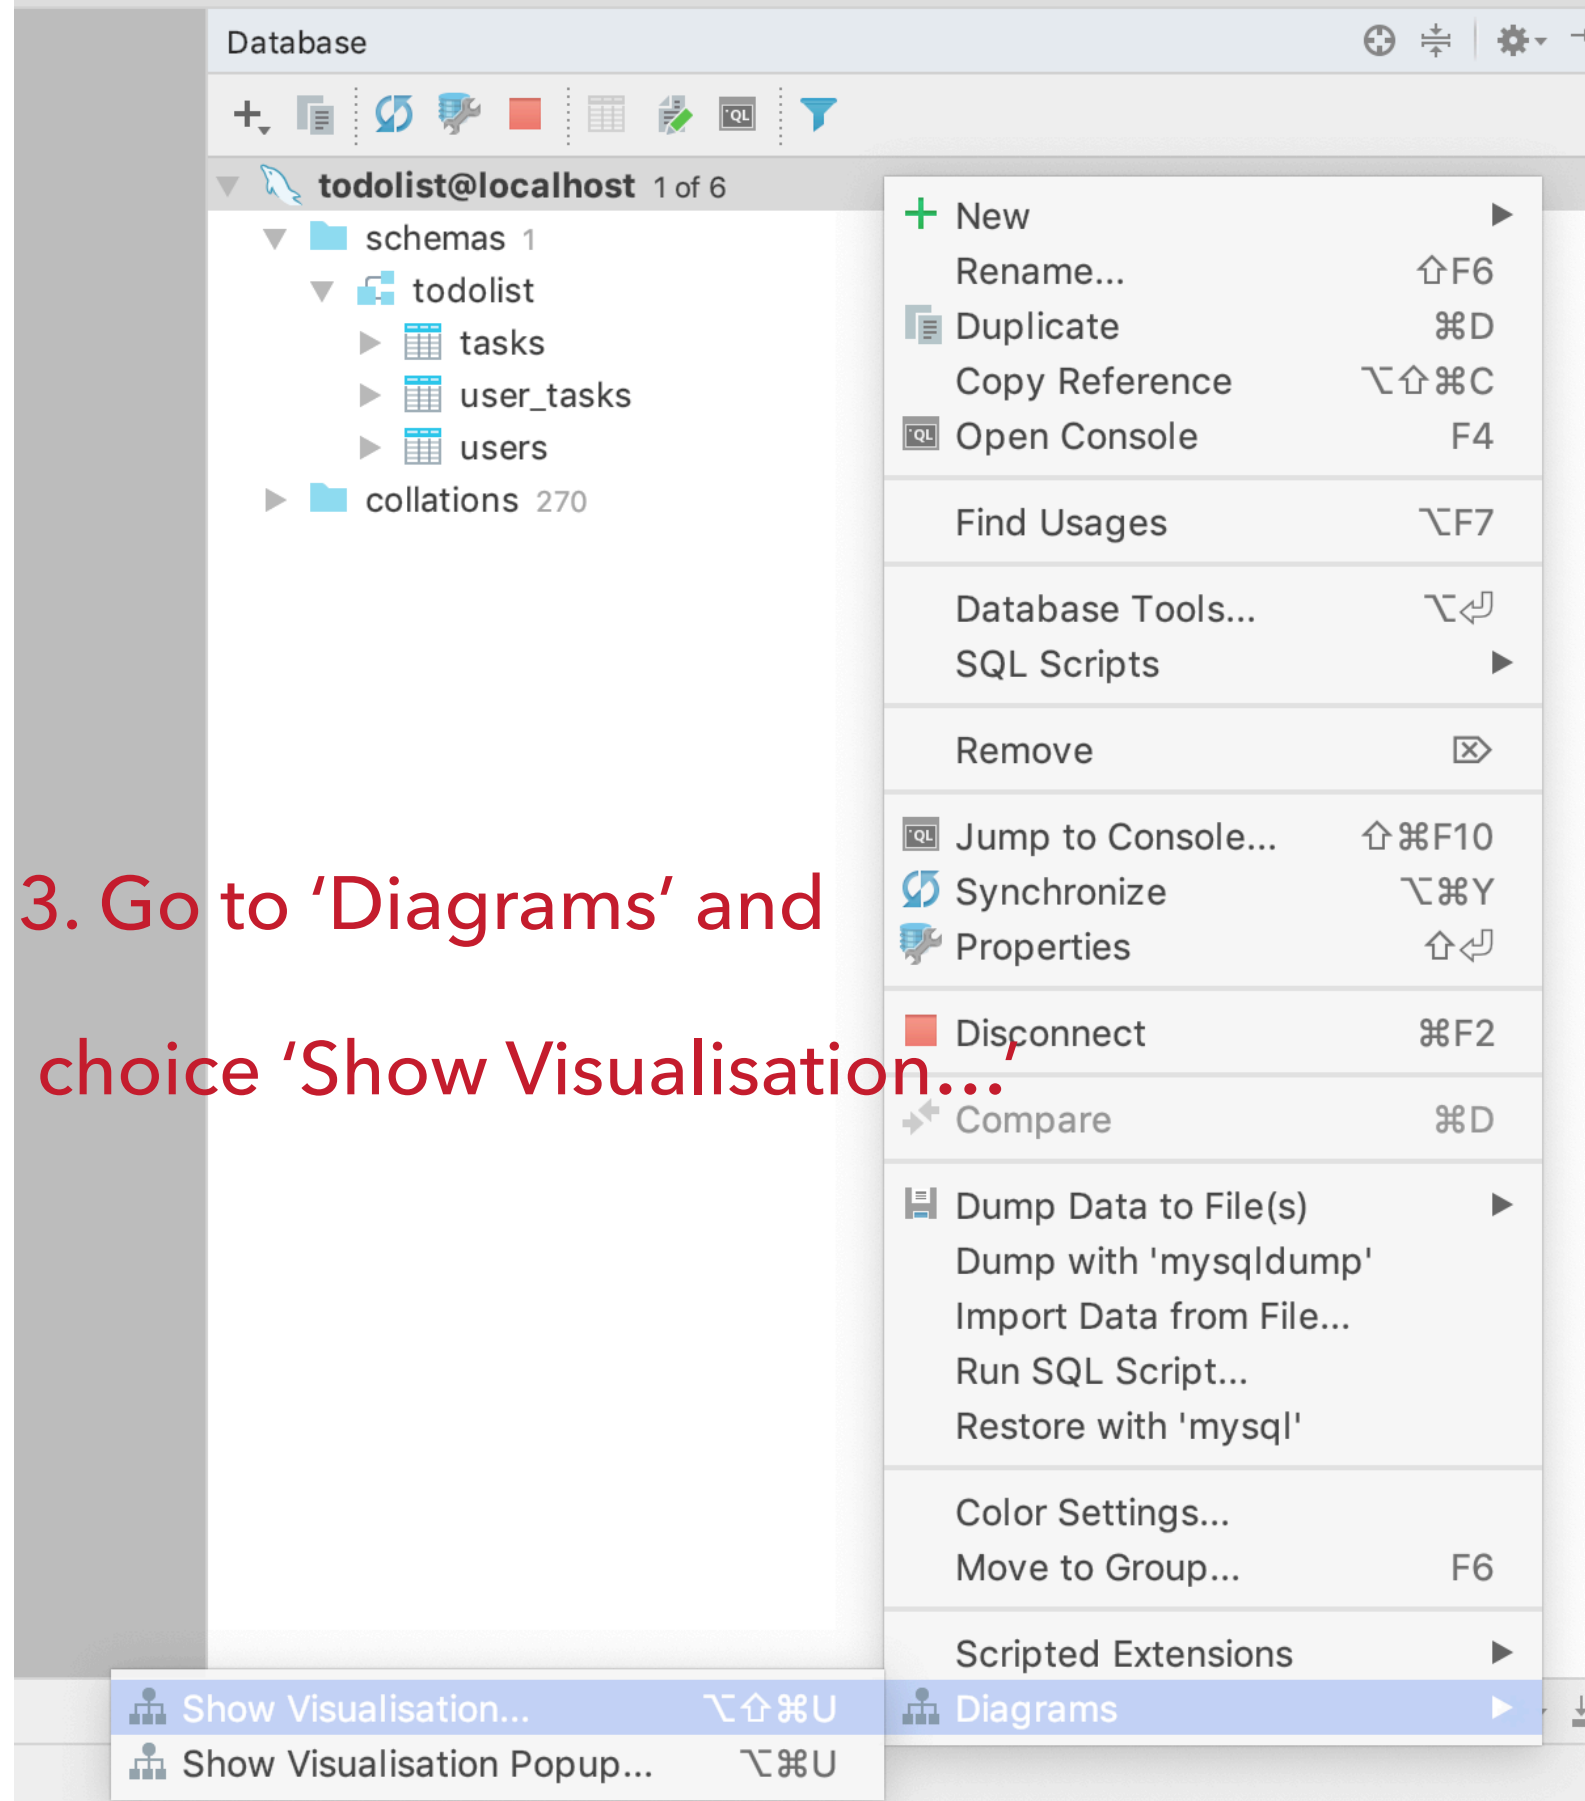 Database
todolist@localhost 1 of 6
schemas 1
todolist
tasks
user_tasks
users
collations 270
New
Rename... ⇧F6
Duplicate ⌘D
Copy Reference ⌥⇧⌘C
Open Console F4
Find Usages ⌥F7
Database Tools... ⌥⏎
SQL Scripts
Remove ⌦
Jump to Console... ⇧⌘F10
Synchronize ⌥⌘Y
Properties ⇧⏎
Disconnect ⌘F2
Compare ⌘D
Dump Data to File(s)
Dump with 'mysqldump'
Import Data from File...
Run SQL Script...
Restore with 'mysql'
Color Settings...
Move to Group... F6
Scripted Extensions
Diagrams
Show Visualisation... ⌥⇧⌘U
Show Visualisation Popup... ⌥⌘U
3. Go to ‘Diagrams’ and
choice ‘Show Visualisation...’